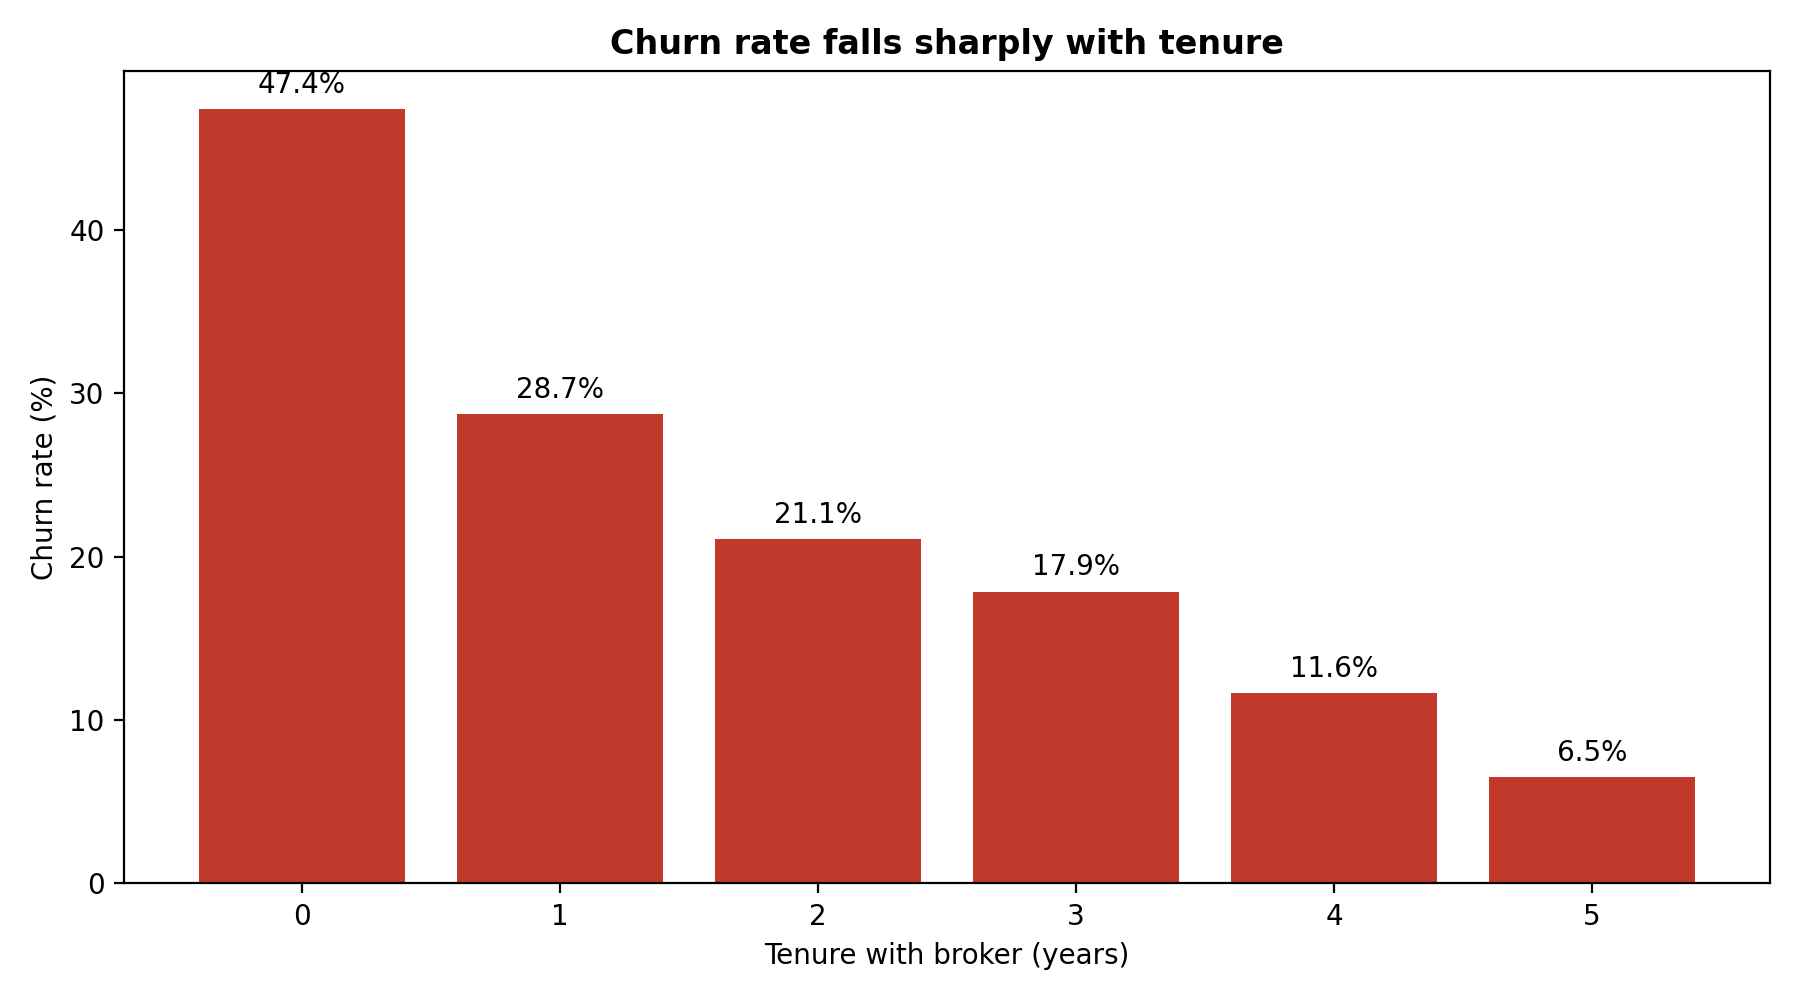 Churn rate falls sharply with tenure
47.4%
28.7%
21.1%
17.9%
11.6%
6.5%
Churn rate (%)
40
30
20
10
0
0 1 2 3 4 5
Tenure with broker (years)